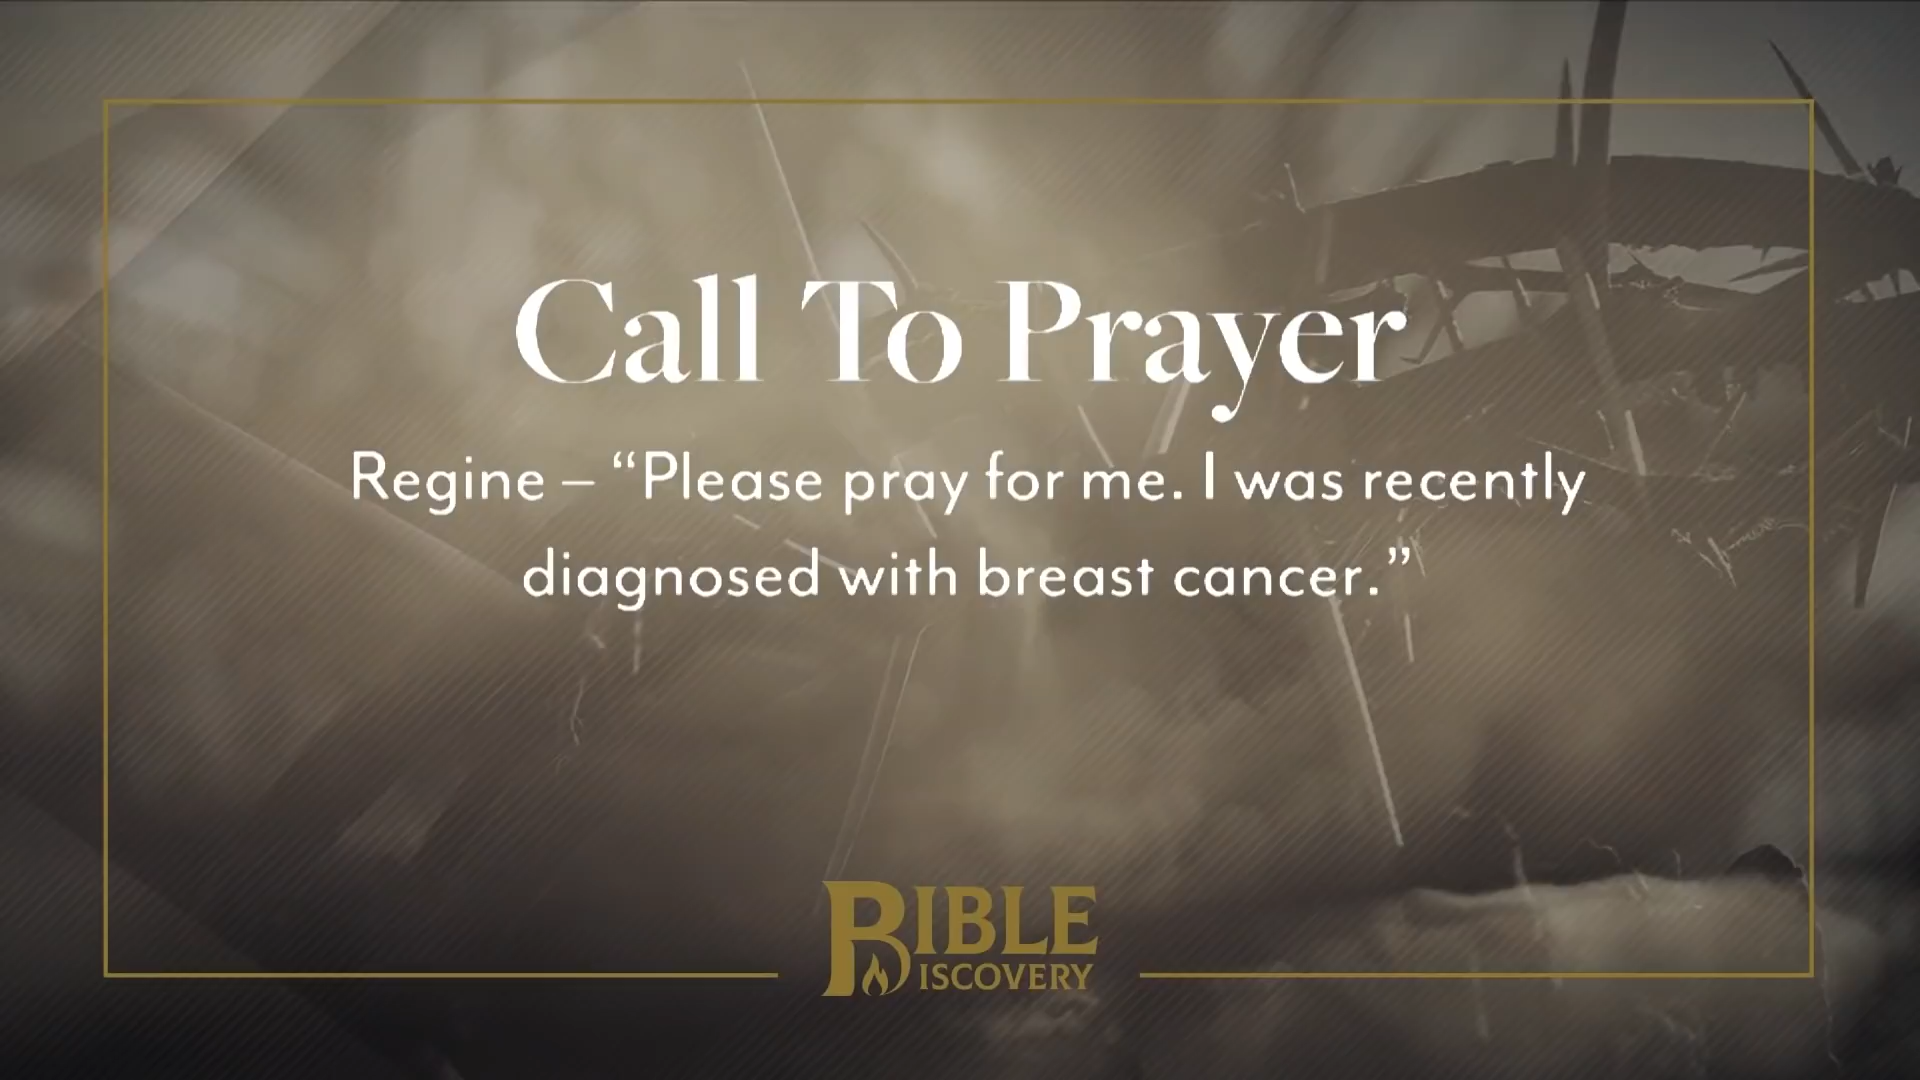 Call To Prayer
Regine – “Please pray for me. I was recently
diagnosed with breast cancer.”
BIBLE
DISCOVERY